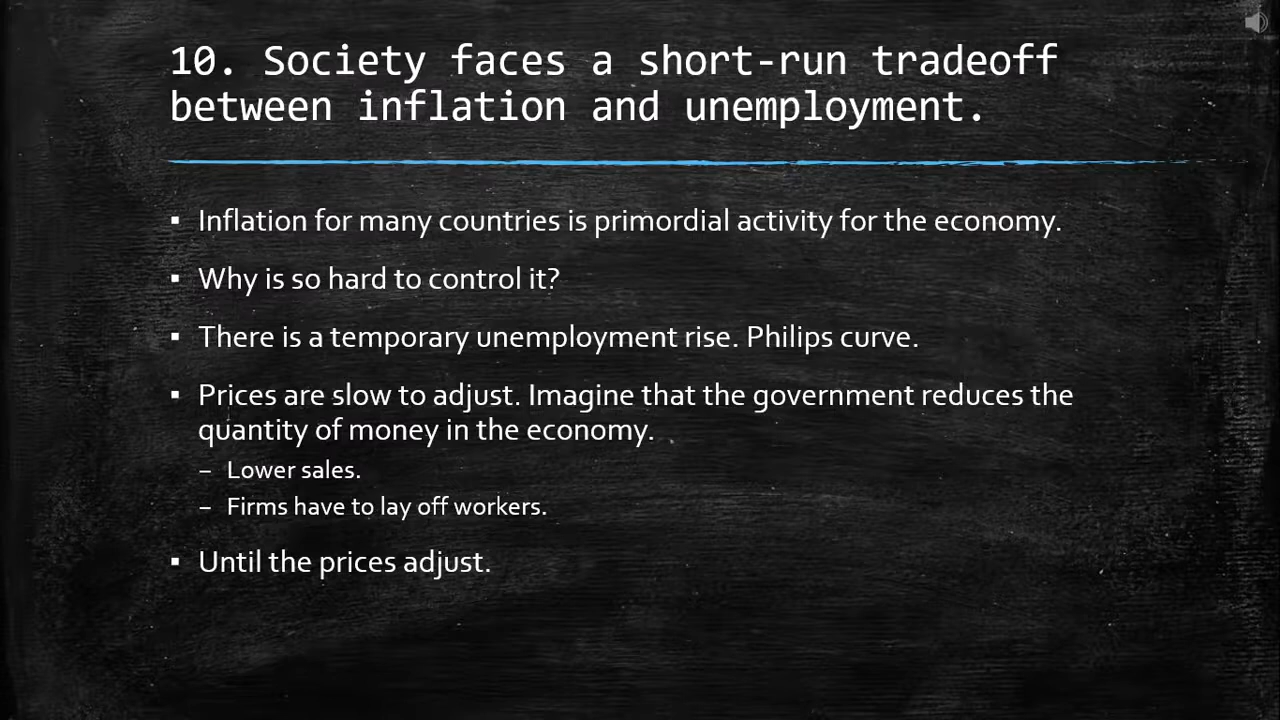 10. Society faces a short-run tradeoff
between inflation and unemployment.
▪ Inflation for many countries is primordial activity for the economy.
▪ Why is so hard to control it?
▪ There is a temporary unemployment rise. Philips curve.
▪ Prices are slow to adjust. Imagine that the government reduces the
quantity of money in the economy.
– Lower sales.
– Firms have to lay off workers.
▪ Until the prices adjust.